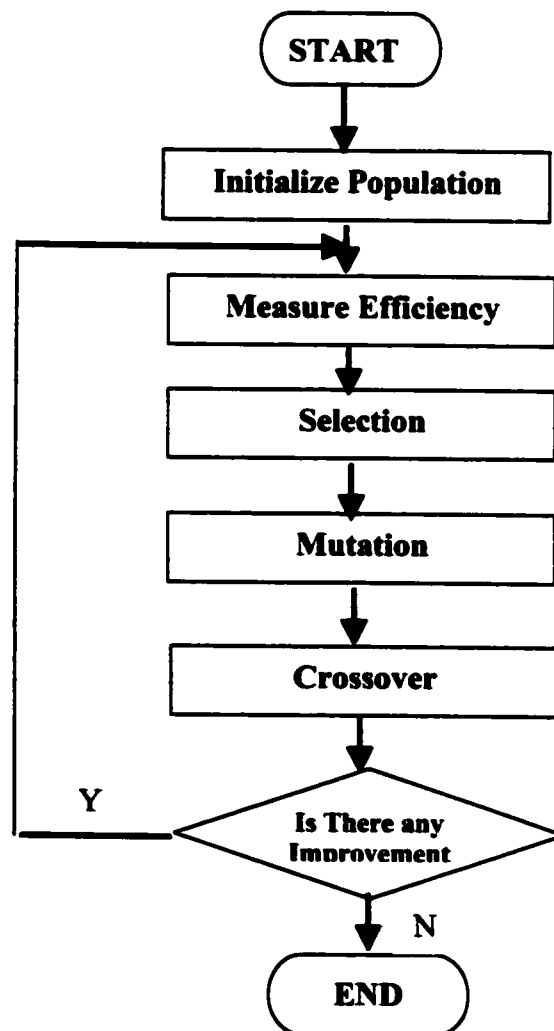 START
Initialize Population
Measure Efficiency
Selection
Mutation
Crossover
Y
Is There any
Improvement
N
END